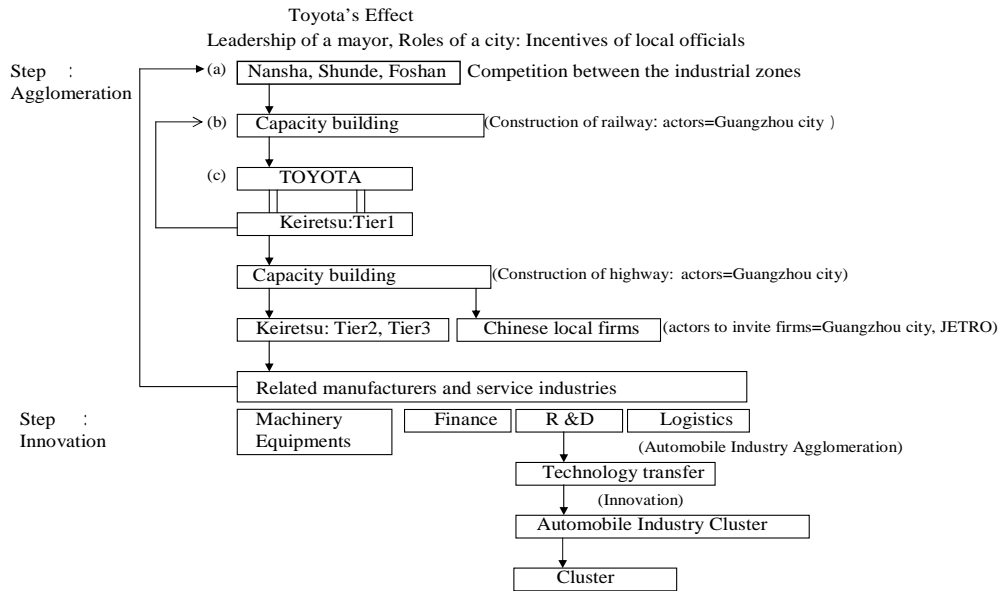 Toyota's Effect
Leadership of a mayor, Roles of a city: Incentives of local officials
Step :
Agglomeration
(a)
Nansha, Shunde, Foshan
Competition between the industrial zones
(b)
Capacity building
(Construction of railway: actors=Guangzhou city )
(c)
TOYOTA
Keiretsu:Tier1
Capacity building
(Construction of highway: actors=Guangzhou city)
Keiretsu: Tier2, Tier3
Chinese local firms
(actors to invite firms=Guangzhou city, JETRO)
Related manufacturers and service industries
Step :
Innovation
Machinery
Equipments
Finance
R &D
Logistics
(Automobile Industry Agglomeration)
Technology transfer
(Innovation)
Automobile Industry Cluster
Cluster